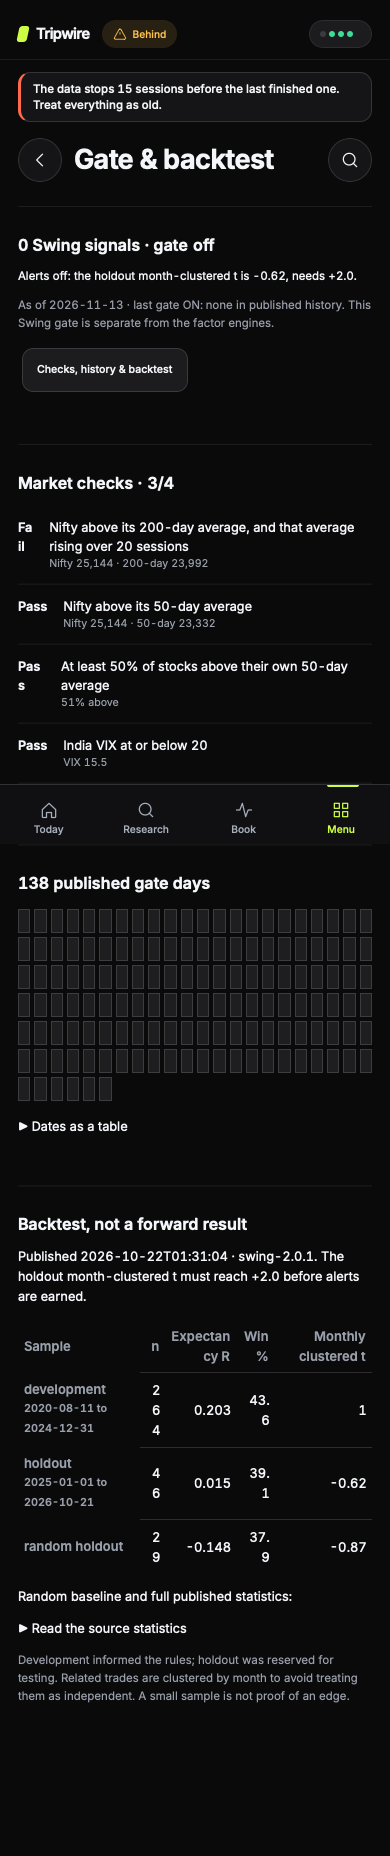 Tripwire
Behind
The data stops 15 sessions before the last finished one.
Treat everything as old.
Gate & backtest
0 Swing signals · gate off
Alerts off: the holdout month-clustered t is -0.62, needs +2.0.
As of 2026-11-13 · last gate ON: none in published history. This
Swing gate is separate from the factor engines.
Checks, history & backtest
Market checks · 3/4
Fa
il
Nifty above its 200-day average, and that average
rising over 20 sessions
Nifty 25,144 · 200-day 23,992
Pass
Nifty above its 50-day average
Nifty 25,144 · 50-day 23,332
Pas
s
At least 50% of stocks above their own 50-day
average
51% above
Pass
India VIX at or below 20
VIX 15.5
Today
Research
Book
Menu
138 published gate days
Dates as a table
Backtest, not a forward result
Published 2026-10-22T01:31:04 · swing-2.0.1. The
holdout month-clustered t must reach +2.0 before alerts
are earned.
Sample
n
Expectan
cy R
Win
%
Monthly
clustered t
development
2020-08-11 to
2024-12-31
2
6
4
0.203
43.
6
1
holdout
2025-01-01 to
2026-10-21
4
6
0.015
39.
1
-0.62
random holdout
2
9
-0.148
37.
9
-0.87
Random baseline and full published statistics:
Read the source statistics
Development informed the rules; holdout was reserved for
testing. Related trades are clustered by month to avoid treating
them as independent. A small sample is not proof of an edge.